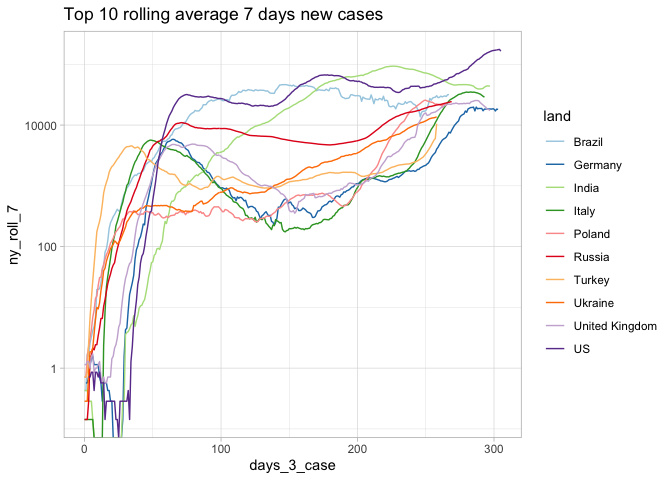 Top 10 rolling average 7 days new cases
ny_roll_7
10000
100
1
0
100
200
300
days_3_case
land
Brazil
Germany
India
Italy
Poland
Russia
Turkey
Ukraine
United Kingdom
US